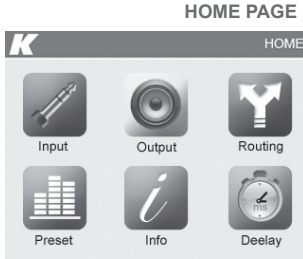 HOME PAGE
K HOME
Input Output Routing
ms
Preset Info Deelay